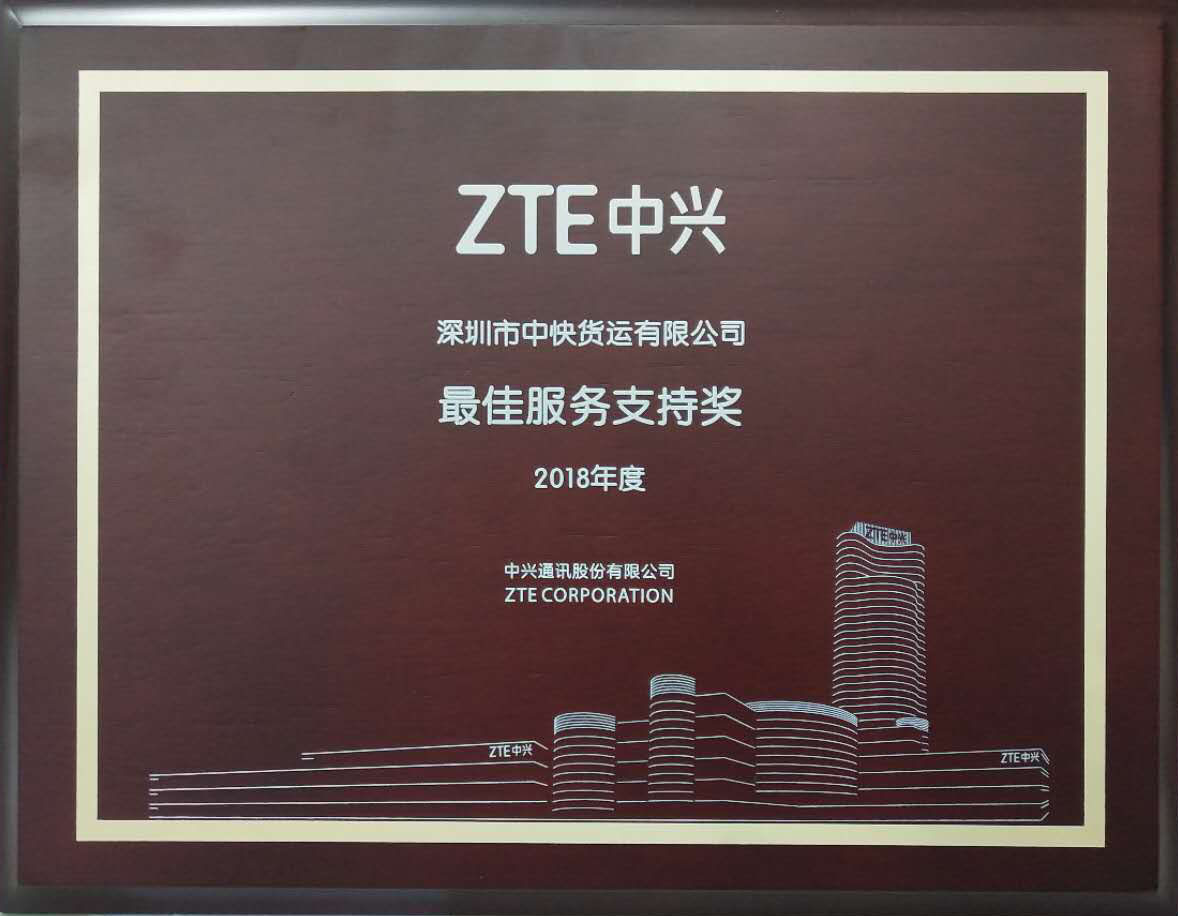 ZTE中兴
深圳市中快货运有限公司
最佳服务支持奖
2018年度
中兴通讯股份有限公司
ZTE CORPORATION
ZTE中兴
ZTE中兴
ZTE中兴